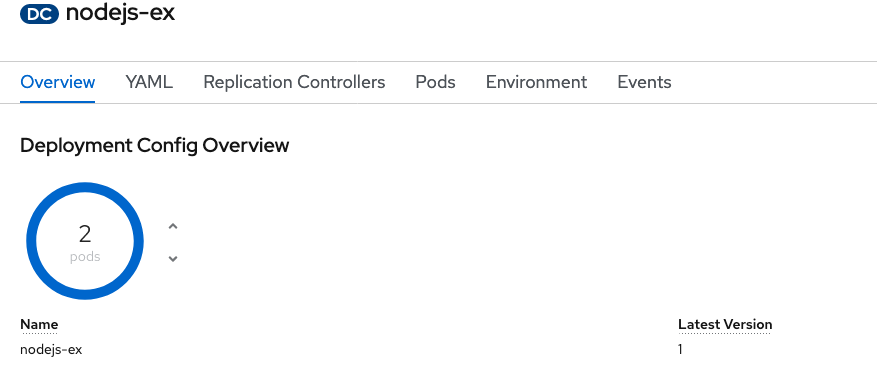 DC nodejs-ex
Overview YAML Replication Controllers Pods Environment Events
Deployment Config Overview
2
pods
Name Latest Version
nodejs-ex 1